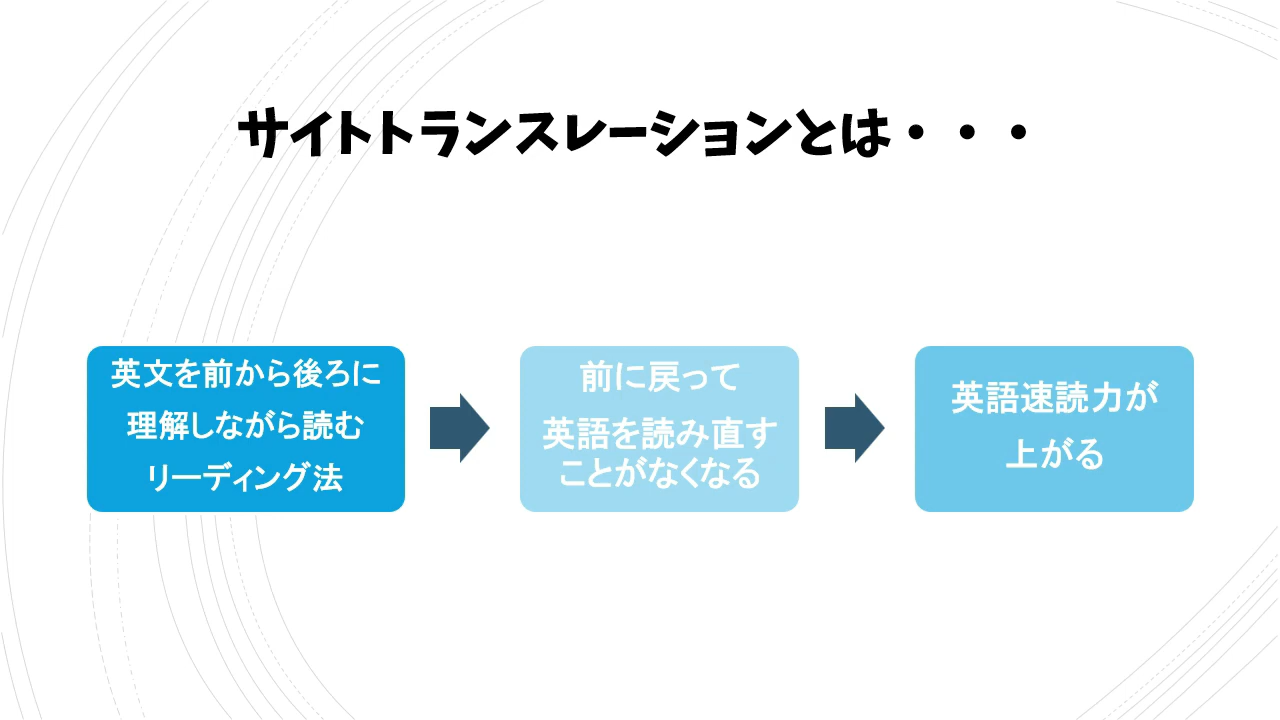 サイトトランスレーションとは・・・
英文を前から後ろに
理解しながら読む
リーディング法
前に戻って
英語を読み直す
ことがなくなる
英語速読力が
上がる